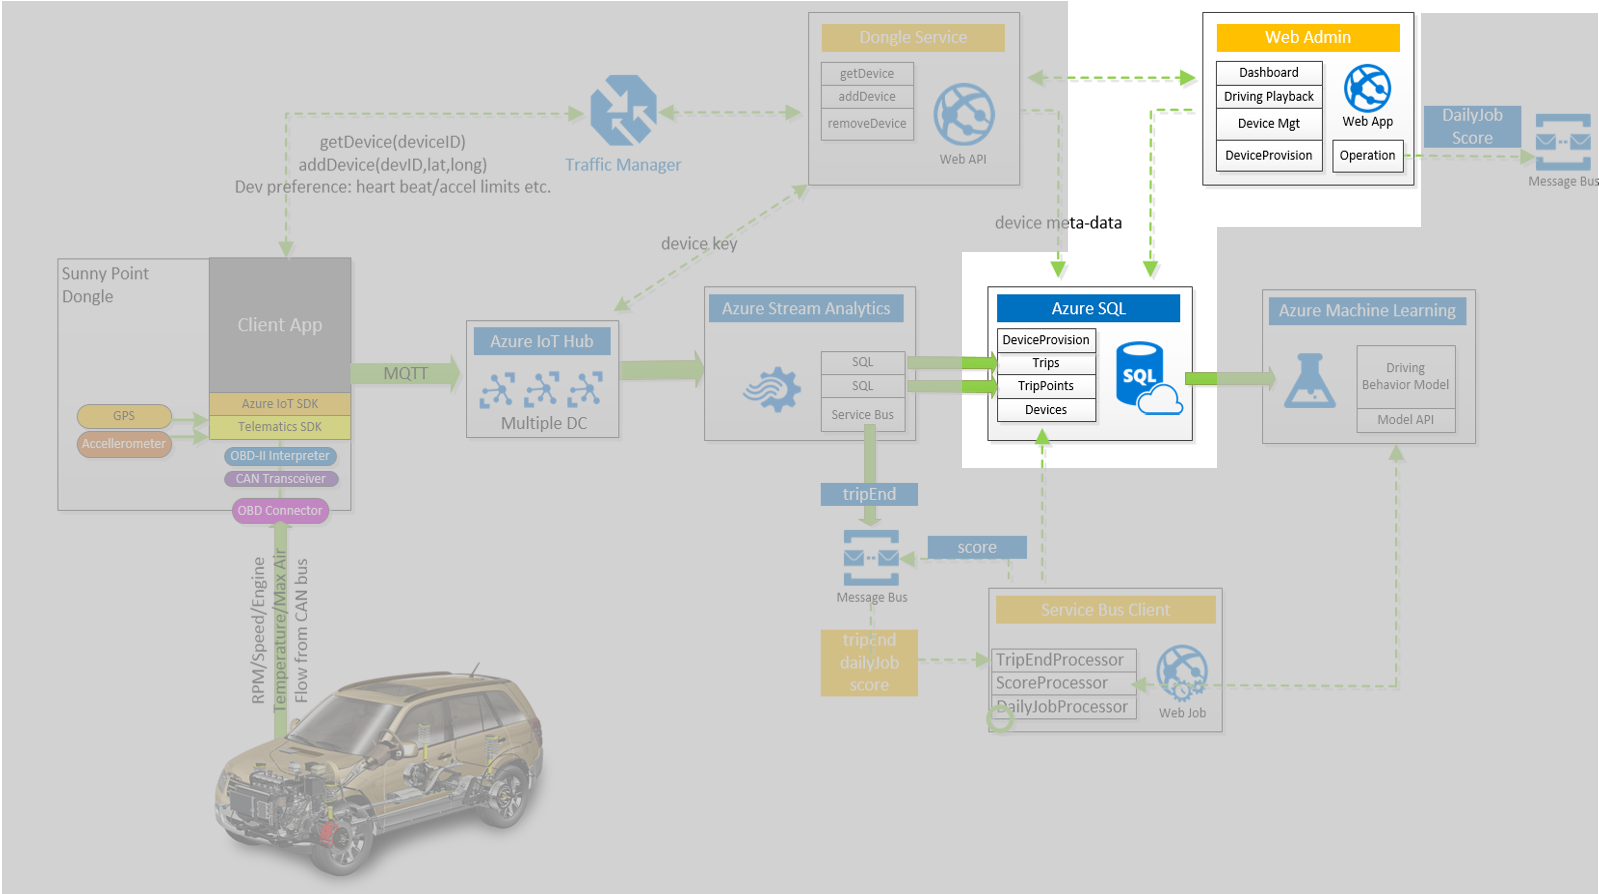 Dongle Service
getDevice
addDevice
removeDevice
Web API
Web Admin
Dashboard
Driving Playback
Device Mgt
DeviceProvision
Web App
Operation
DailyJob
Score
Message Bus
getDevice(deviceID)
addDevice(devID,lat,long)
Dev preference: heart beat/accel limits etc.
Traffic Manager
device key
device meta-data
Sunny Point
Dongle
Client App
Azure IoT SDK
Telematics SDK
GPS
Accellerometer
OBD-II Interpreter
CAN Transceiver
OBD Connector
MQTT
Azure IoT Hub
Multiple DC
Azure Stream Analytics
SQL
SQL
Service Bus
Azure SQL
DeviceProvision
Trips
TripPoints
Devices
SQL
Azure Machine Learning
Driving
Behavior Model
Model API
tripEnd
Message Bus
score
tripEnd
dailyJob
score
Service Bus Client
TripEndProcessor
ScoreProcessor
DailyJobProcessor
Web Job
RPM/Speed/Engine
Temperature/Max Air
Flow from CAN bus